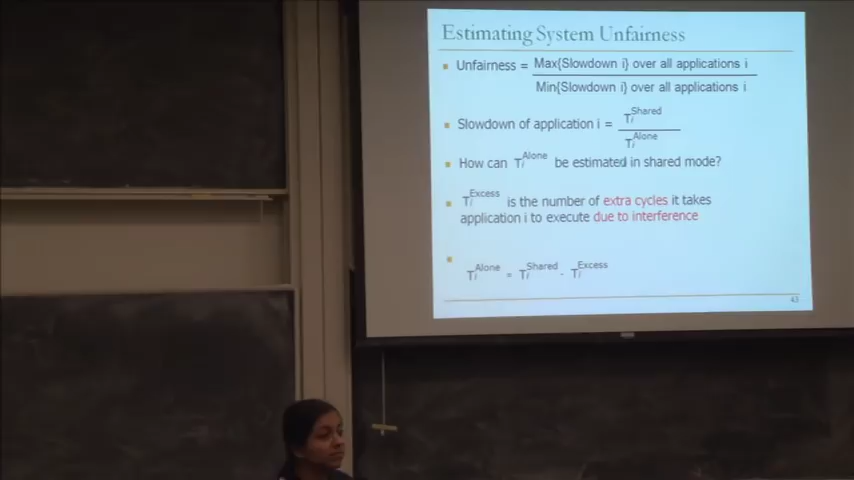 Estimating System Unfairness
Unfairness = Max{Slowdown i} over all applications i
Min{Slowdown i} over all applications i
Slowdown of application i = Ti Shared
Ti Alone
How can Ti Alone be estimated in shared mode?
Ti Excess is the number of extra cycles it takes
application i to execute due to interference
Ti Alone = Ti Shared - Ti Excess
43